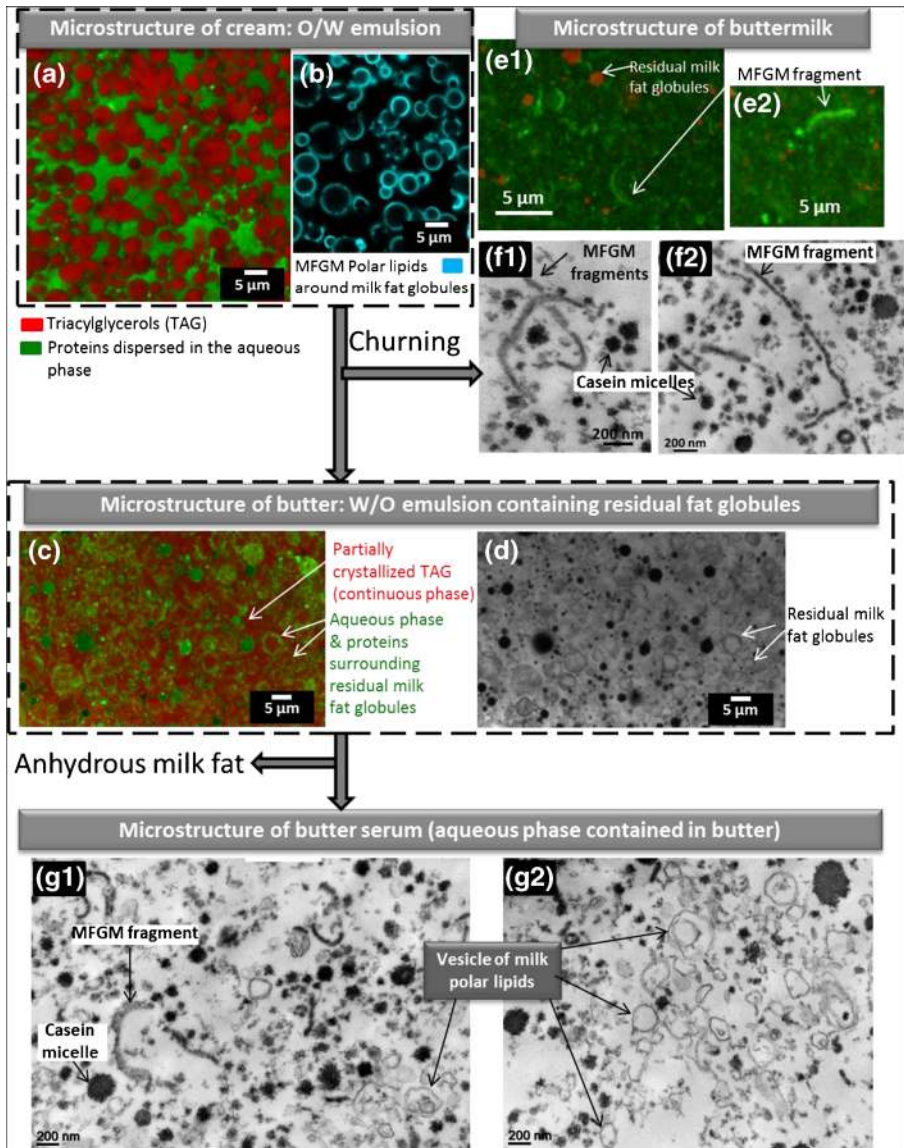 Microstructure of cream: O/W emulsion
(a)
5 µm
(b)
5 µm
MFGM Polar lipids
around milk fat globules
Triacylglycerols (TAG)
Proteins dispersed in the aqueous
phase
Microstructure of buttermilk
(e1)
Residual milk
fat globules
5 µm
MFGM fragment
(e2)
5 µm
(f1)
MFGM
fragments
Casein micelles
200 nm
(f2)
MFGM fragment
200 nm
Churning
Microstructure of butter: W/O emulsion containing residual fat globules
(c)
5 µm
Partially
crystallized TAG
(continuous phase)
Aqueous phase
& proteins
surrounding
residual milk
fat globules
(d)
5 µm
Residual milk
fat globules
Anhydrous milk fat
Microstructure of butter serum (aqueous phase contained in butter)
(g1)
MFGM fragment
Casein
micelle
200 nm
Vesicle of milk
polar lipids
(g2)
200 nm